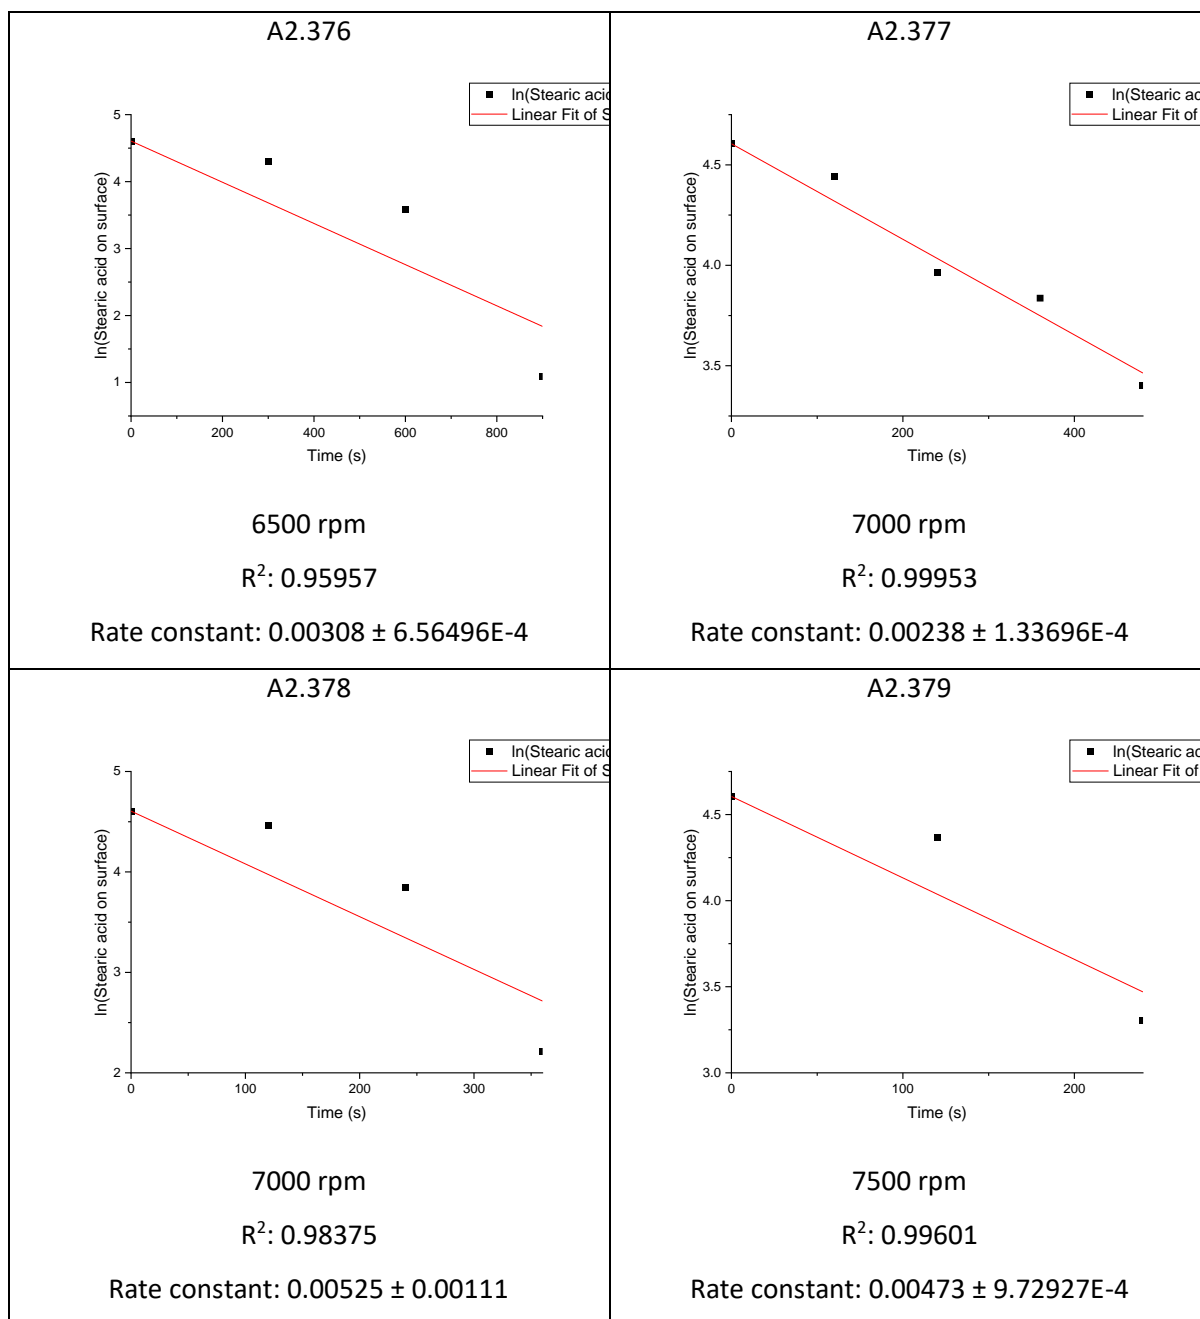 A2.376
ln(Stearic acid
Linear Fit of S
5
4
3
2
1
ln(Stearic acid on surface)
0
200
400
600
800
Time (s)
6500 rpm
R²: 0.95957
Rate constant: 0.00308 ± 6.56496E-4
A2.377
ln(Stearic ac
Linear Fit of
4.5
4.0
3.5
ln(Stearic acid on surface)
0
200
400
Time (s)
7000 rpm
R²: 0.99953
Rate constant: 0.00238 ± 1.33696E-4
A2.378
ln(Stearic acid
Linear Fit of S
5
4
3
2
ln(Stearic acid on surface)
0
100
200
300
Time (s)
7000 rpm
R²: 0.98375
Rate constant: 0.00525 ± 0.00111
A2.379
ln(Stearic ac
Linear Fit of
4.5
4.0
3.5
3.0
ln(Stearic acid on surface)
0
100
200
Time (s)
7500 rpm
R²: 0.99601
Rate constant: 0.00473 ± 9.72927E-4